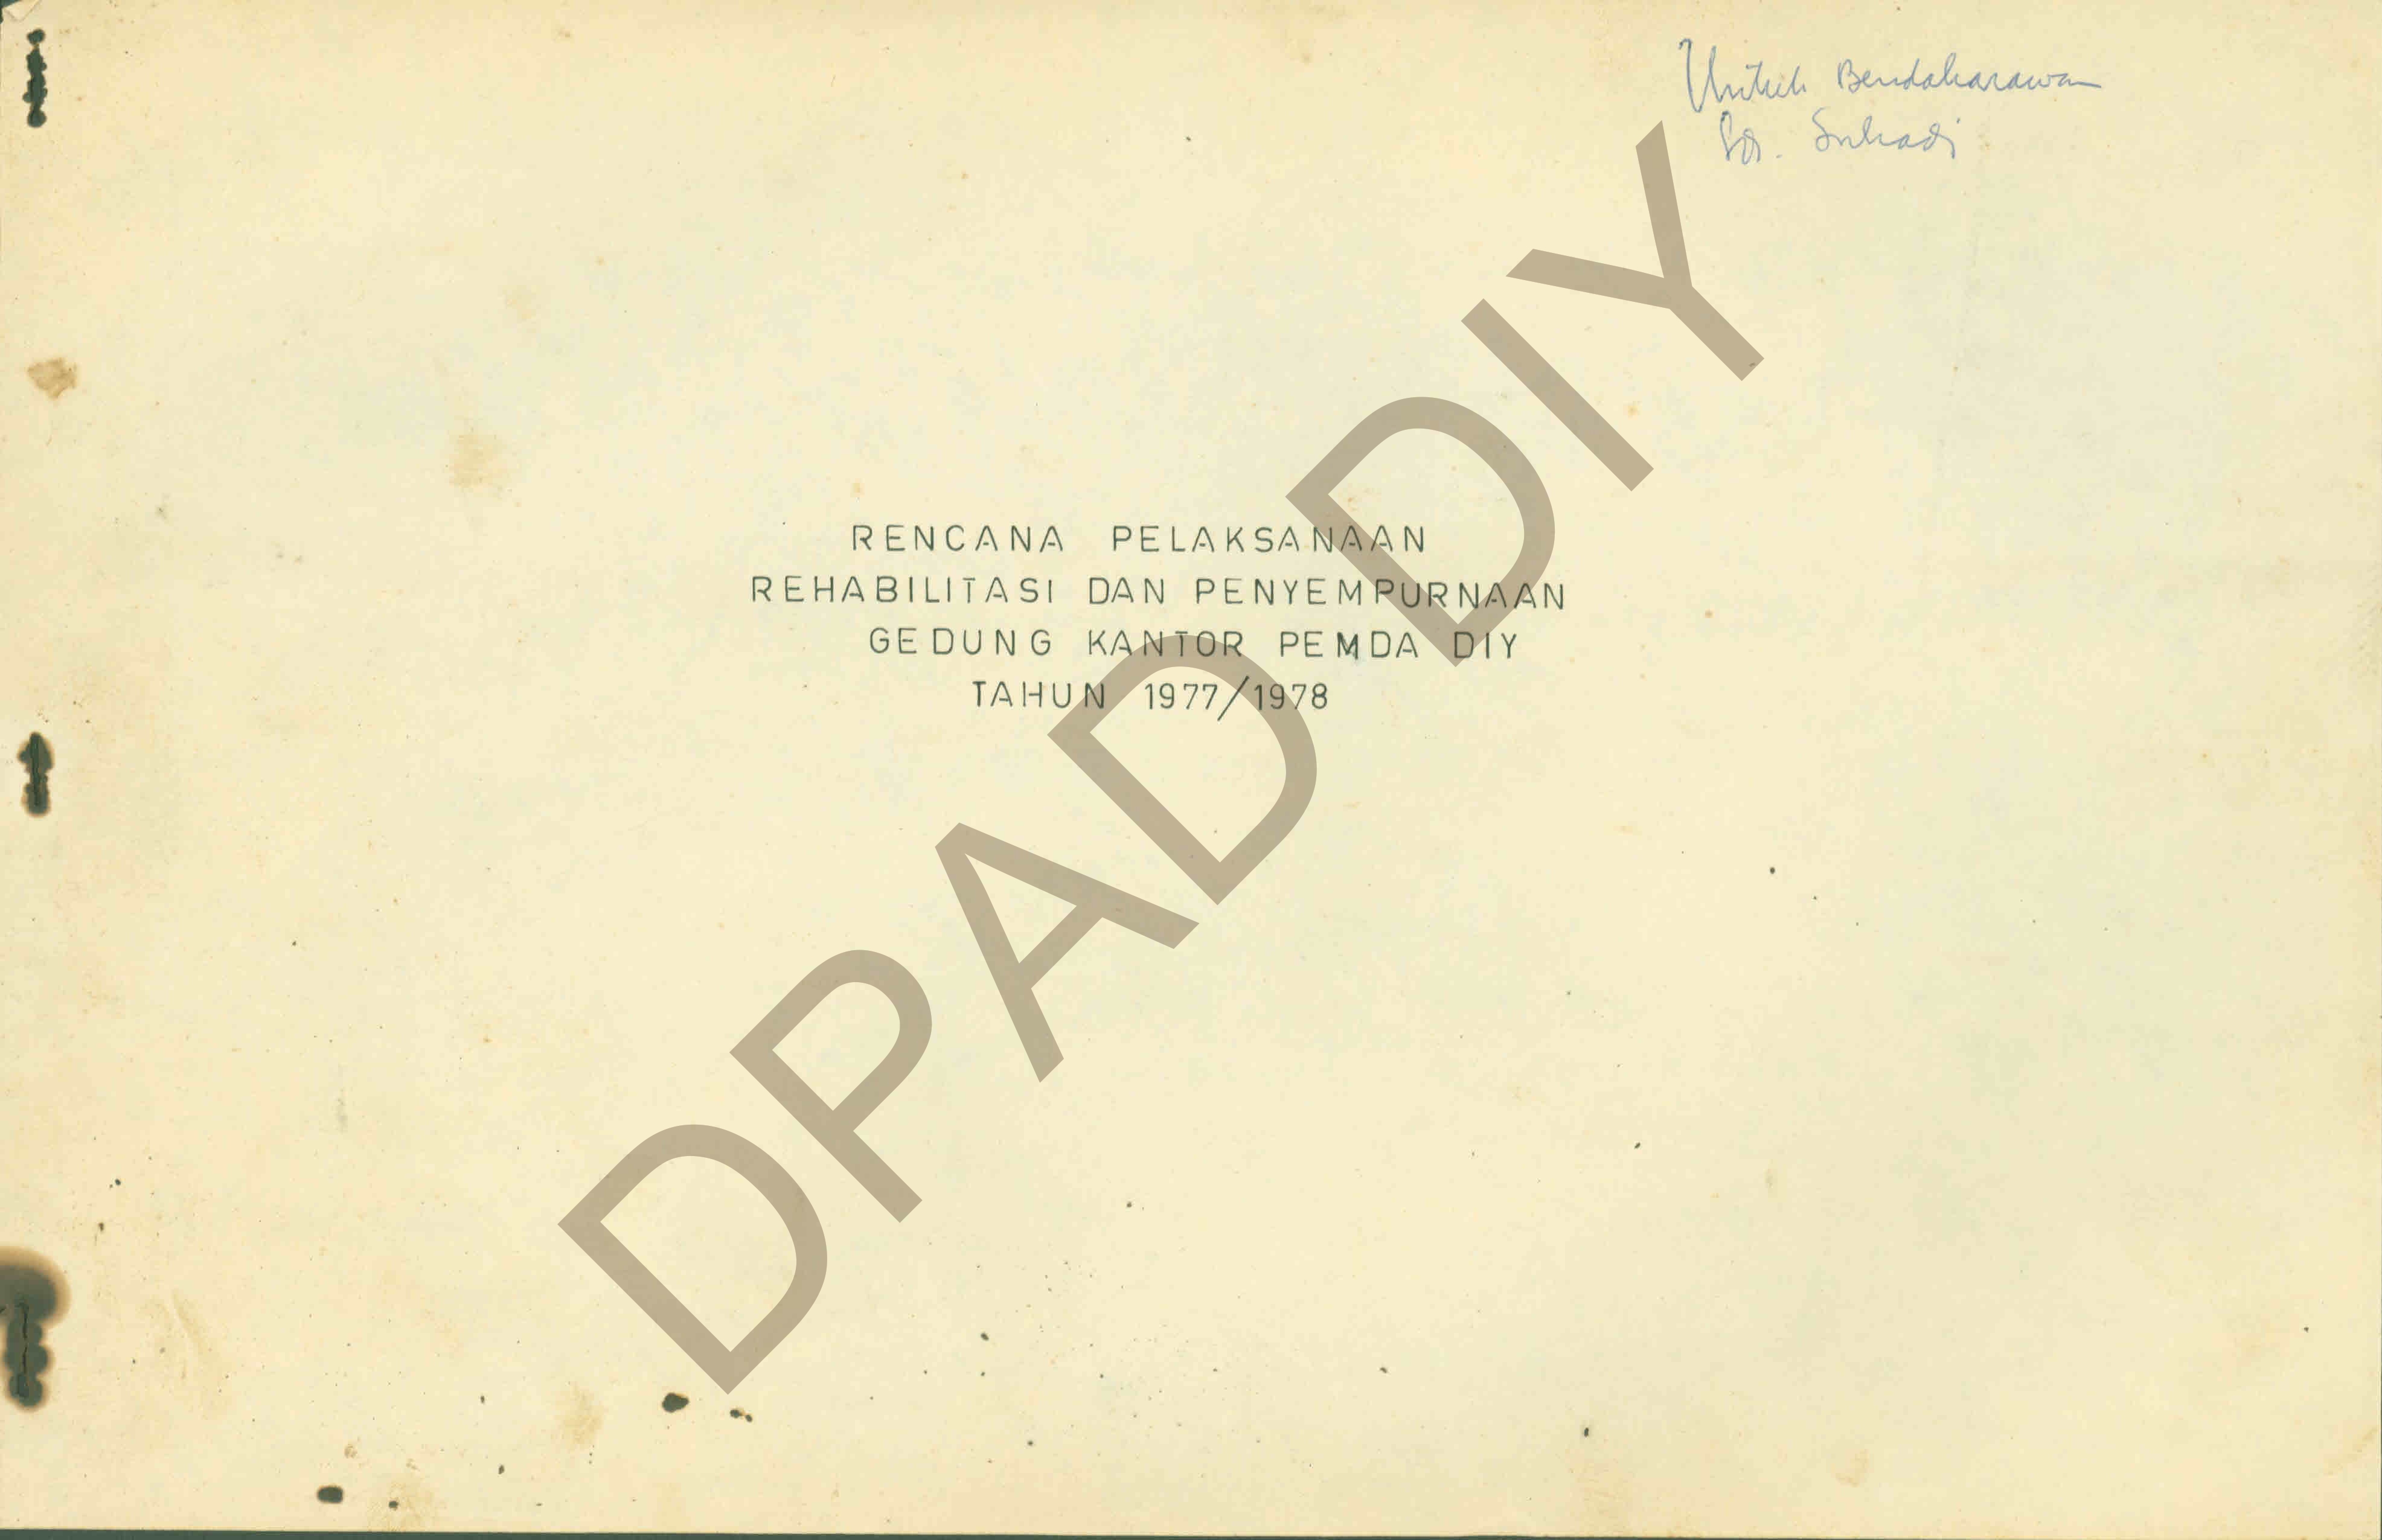 Untuk Bendaharawan
Sdr. Suhadi
RENCANA PELAKSANAAN
REHABILITASI DAN PENYEMPURNAAN
GEDUNG KANTOR PEMDA DIY
TAHUN 1977/1978
DPAD DIY